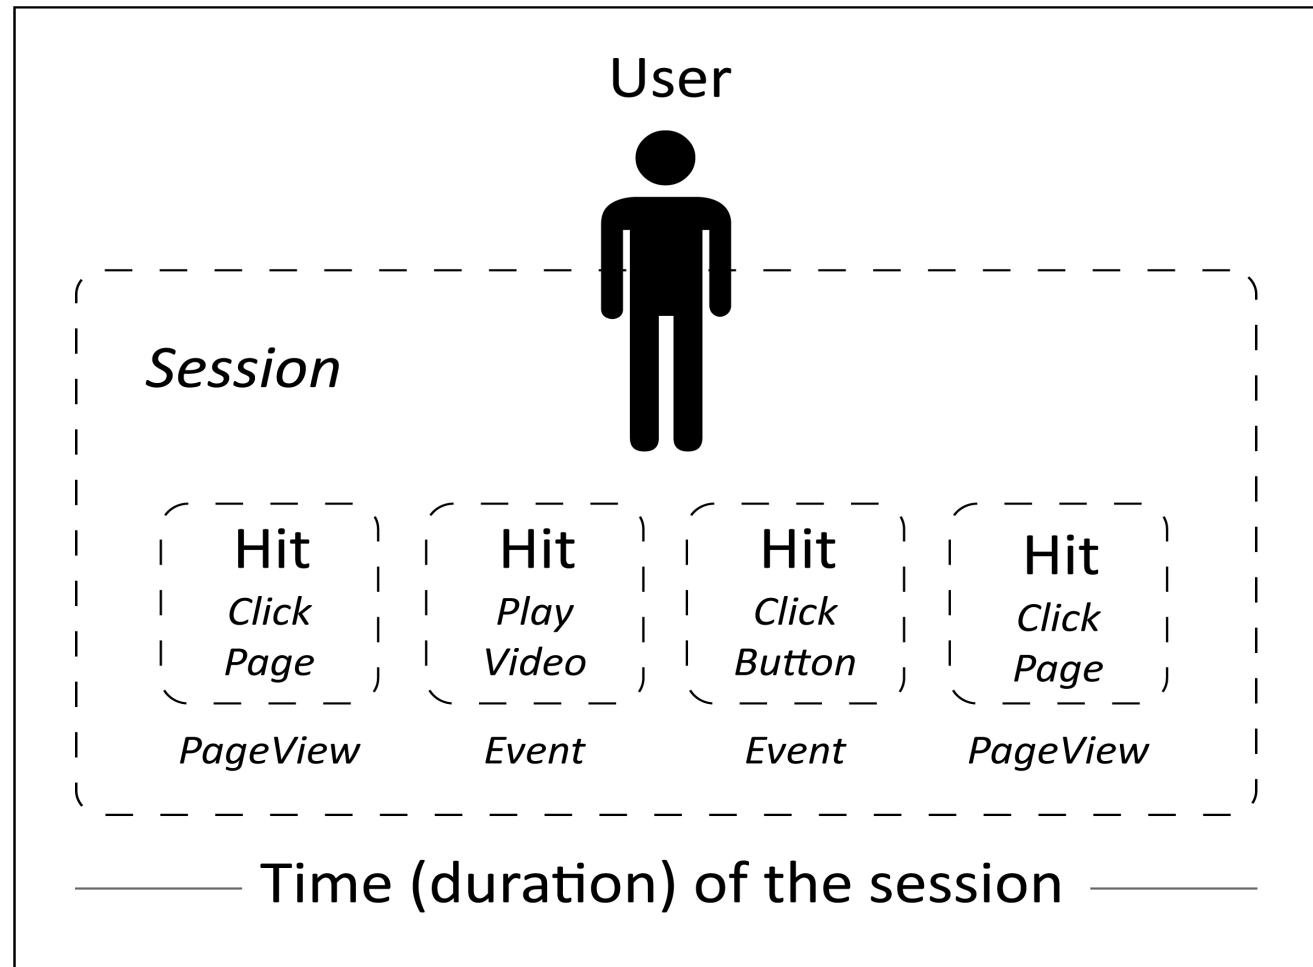 User
Session
Hit
Click
Page
PageView
Hit
Play
Video
Event
Hit
Click
Button
Event
Hit
Click
Page
PageView
Time (duration) of the session